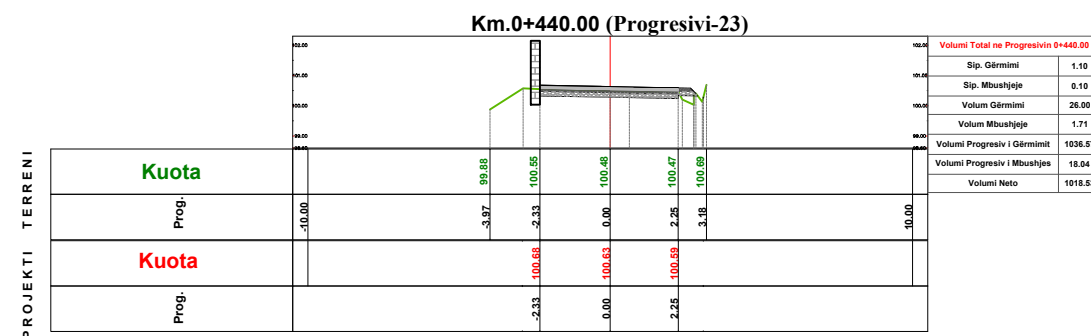 Km.0+440.00 (Progresivi-23)
102.00 102.00
101.00 101.00
100.00 100.00
99.00 99.00
Volumi Total ne Progresivin 0+440.00
Sip. Gërmimi 1.10
Sip. Mbushjeje 0.10
Volum Gërmimi 26.00
Volum Mbushjeje 1.71
Volumi Progresiv i Gërmimit
Volumi Progresiv i Mbushjes 18.04
Volumi Neto
TERRENI
Kuota 99.88 100.55 100.48 100.47 100.69
Prog. -10.00 -3.97 -2.33 0.00 2.25 3.18 10.00
PROJEKTI
Kuota 100.68 100.63 100.59
Prog. -2.33 0.00 2.25